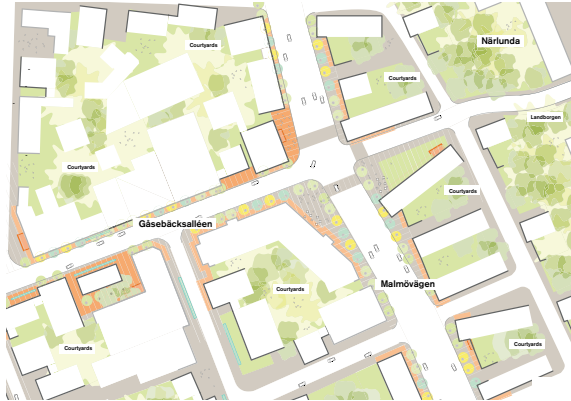 Courtyards
Närlunda
Courtyards
Landborgen
Courtyards
Courtyards
Gåsebäcksalléen
Malmövägen
Courtyards
Courtyards
Courtyards